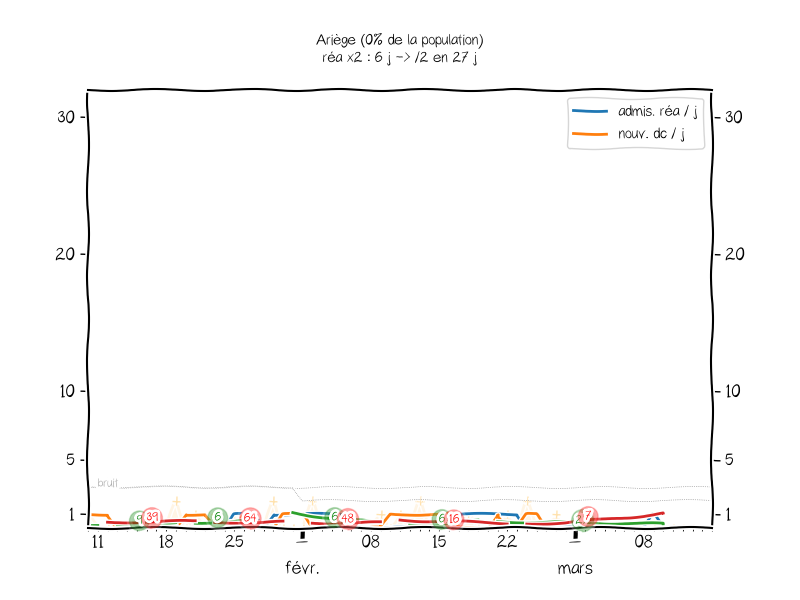 Ariège (0% de la population)
réa x2 : 6 j -> /2 en 27 j
30 30
admis. réa / j
nouv. dc / j
20 20
10 10
5 5
bruit
1 39 6 64 6 48 6 16 7 1
11 18 25 08 15 22 08
févr. mars